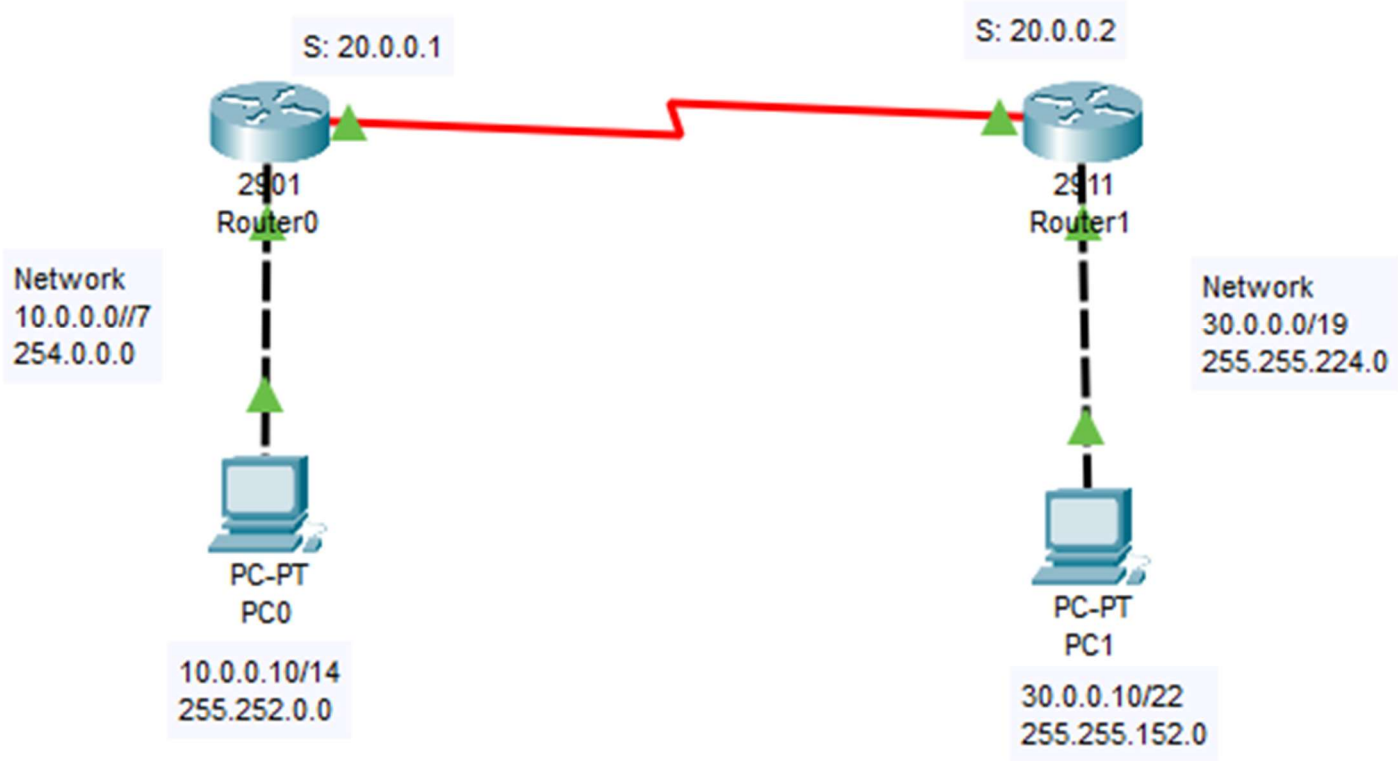 S: 20.0.0.1
S: 20.0.0.2
2901
Router0
2911
Router1
Network
10.0.0.0//7
254.0.0.0
Network
30.0.0.0/19
255.255.224.0
PC-PT
PC0
10.0.0.10/14
255.252.0.0
PC-PT
PC1
30.0.0.10/22
255.255.152.0